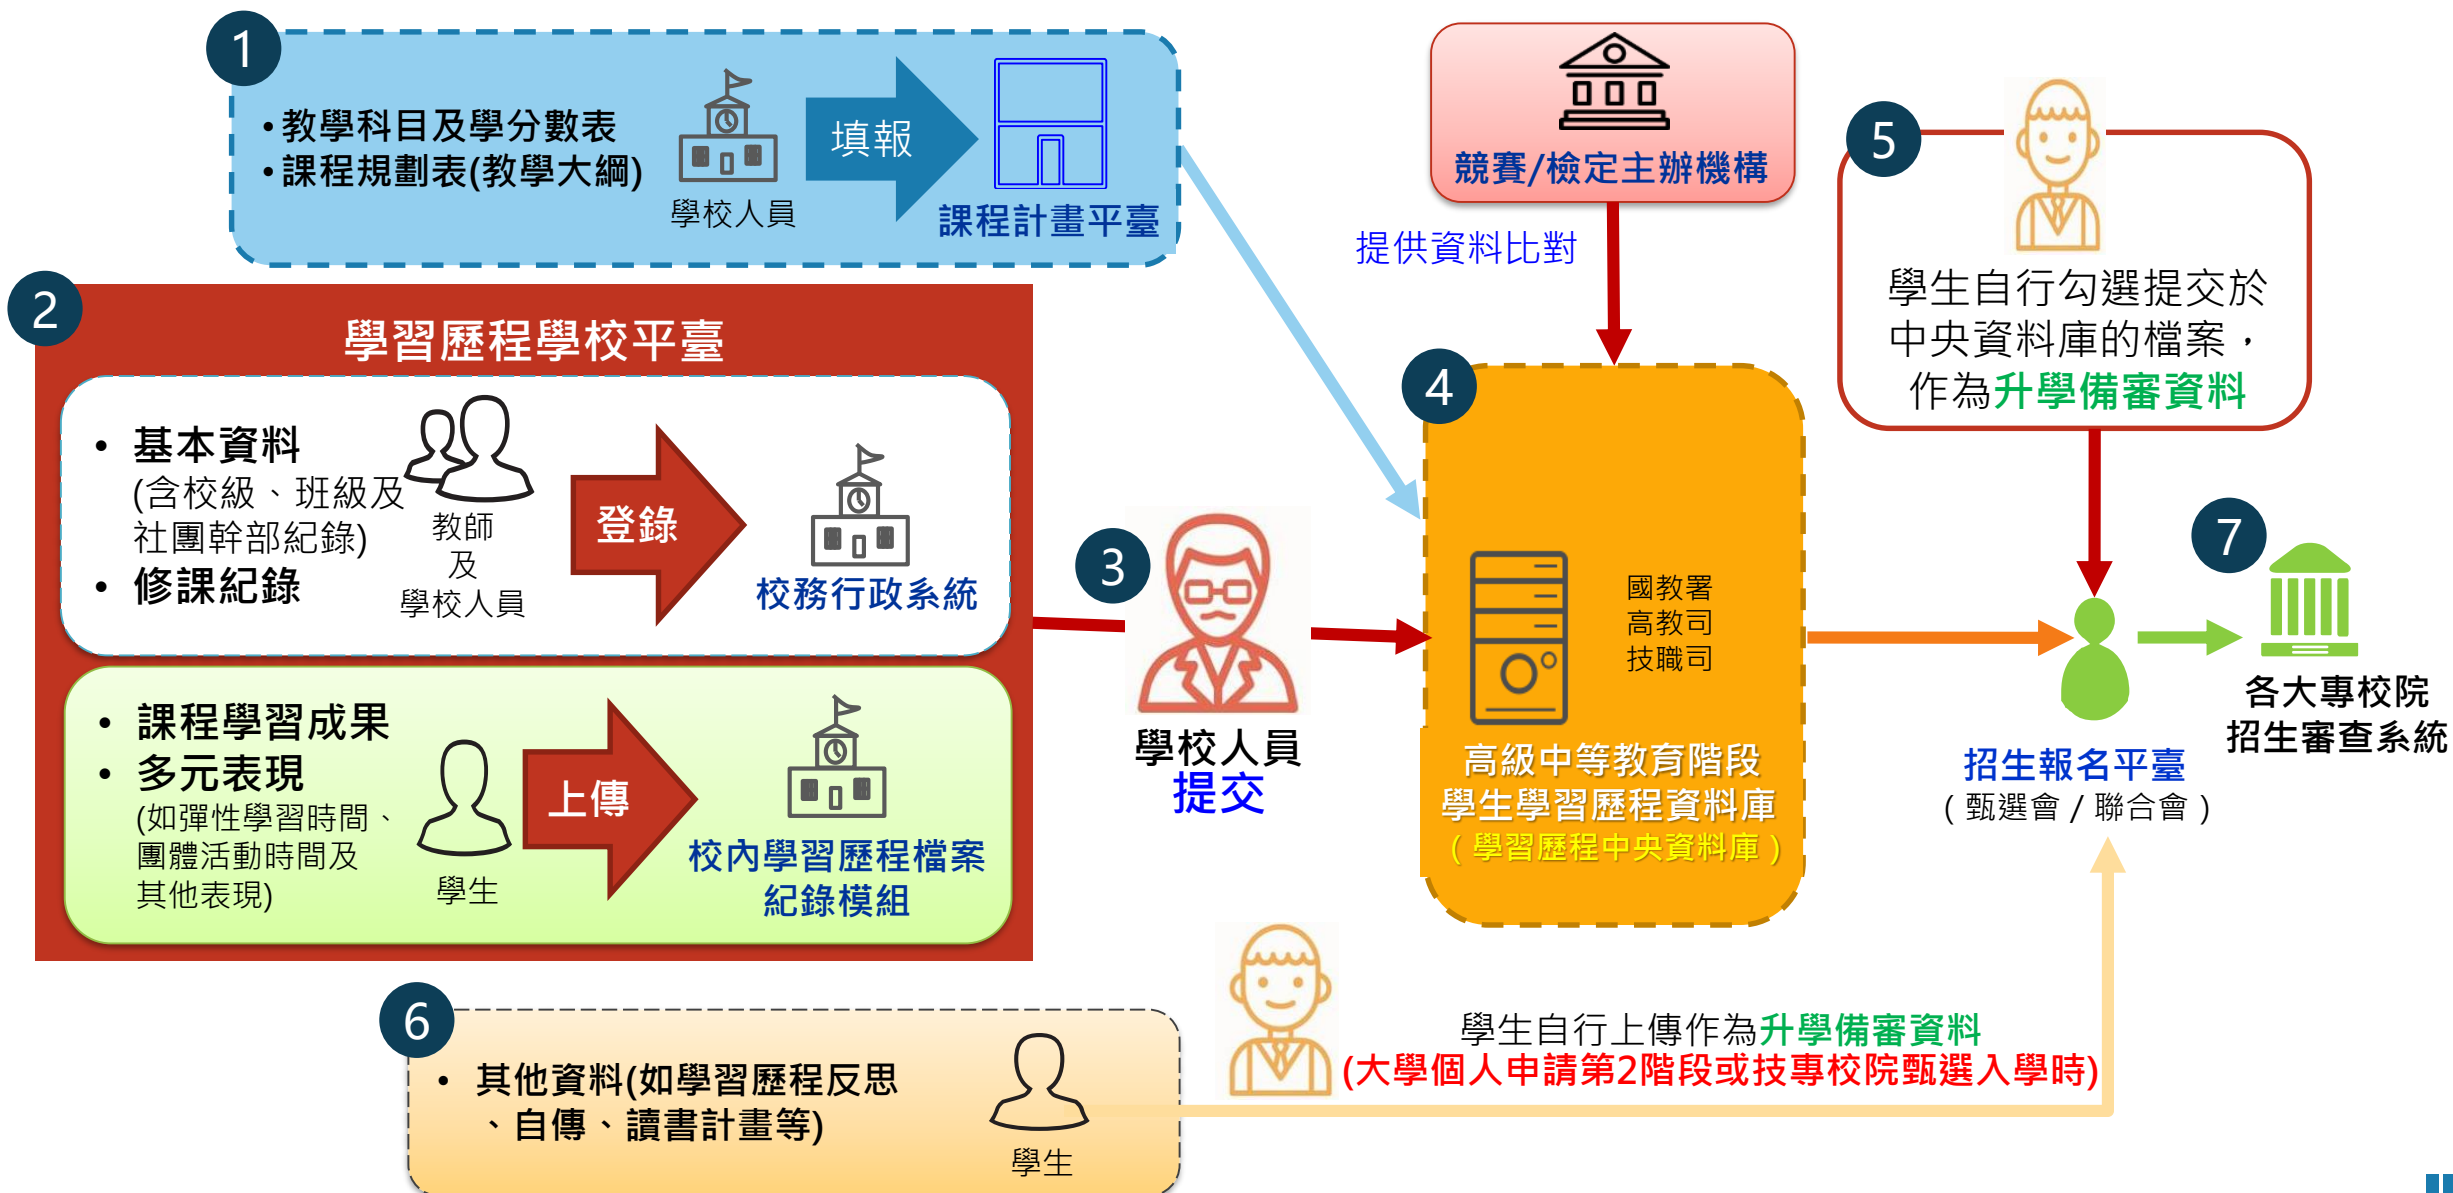 1
•教學科目及學分數表
•課程規劃表(教學大綱)
學校人員
填報
課程計畫平臺
2
學習歷程學校平臺
• 基本資料
(含校級、班級及
社團幹部紀錄)
• 修課紀錄
教師
及
學校人員
登錄
校務行政系統
• 課程學習成果
• 多元表現
(如彈性學習時間、
團體活動時間及
其他表現)
學生
上傳
校內學習歷程檔案
紀錄模組
3
學校人員
提交
競賽/檢定主辦機構
提供資料比對
4
國教署
高教司
技職司
高級中等教育階段
學生學習歷程資料庫
(學習歷程中央資料庫)
5
學生自行勾選提交於
中央資料庫的檔案，
作為升學備審資料
6
• 其他資料(如學習歷程反思
、自傳、讀書計畫等)
學生
學生自行上傳作為升學備審資料
(大學個人申請第2階段或技專校院甄選入學時)
招生報名平臺
(甄選會/聯合會)
7
各大專校院
招生審查系統